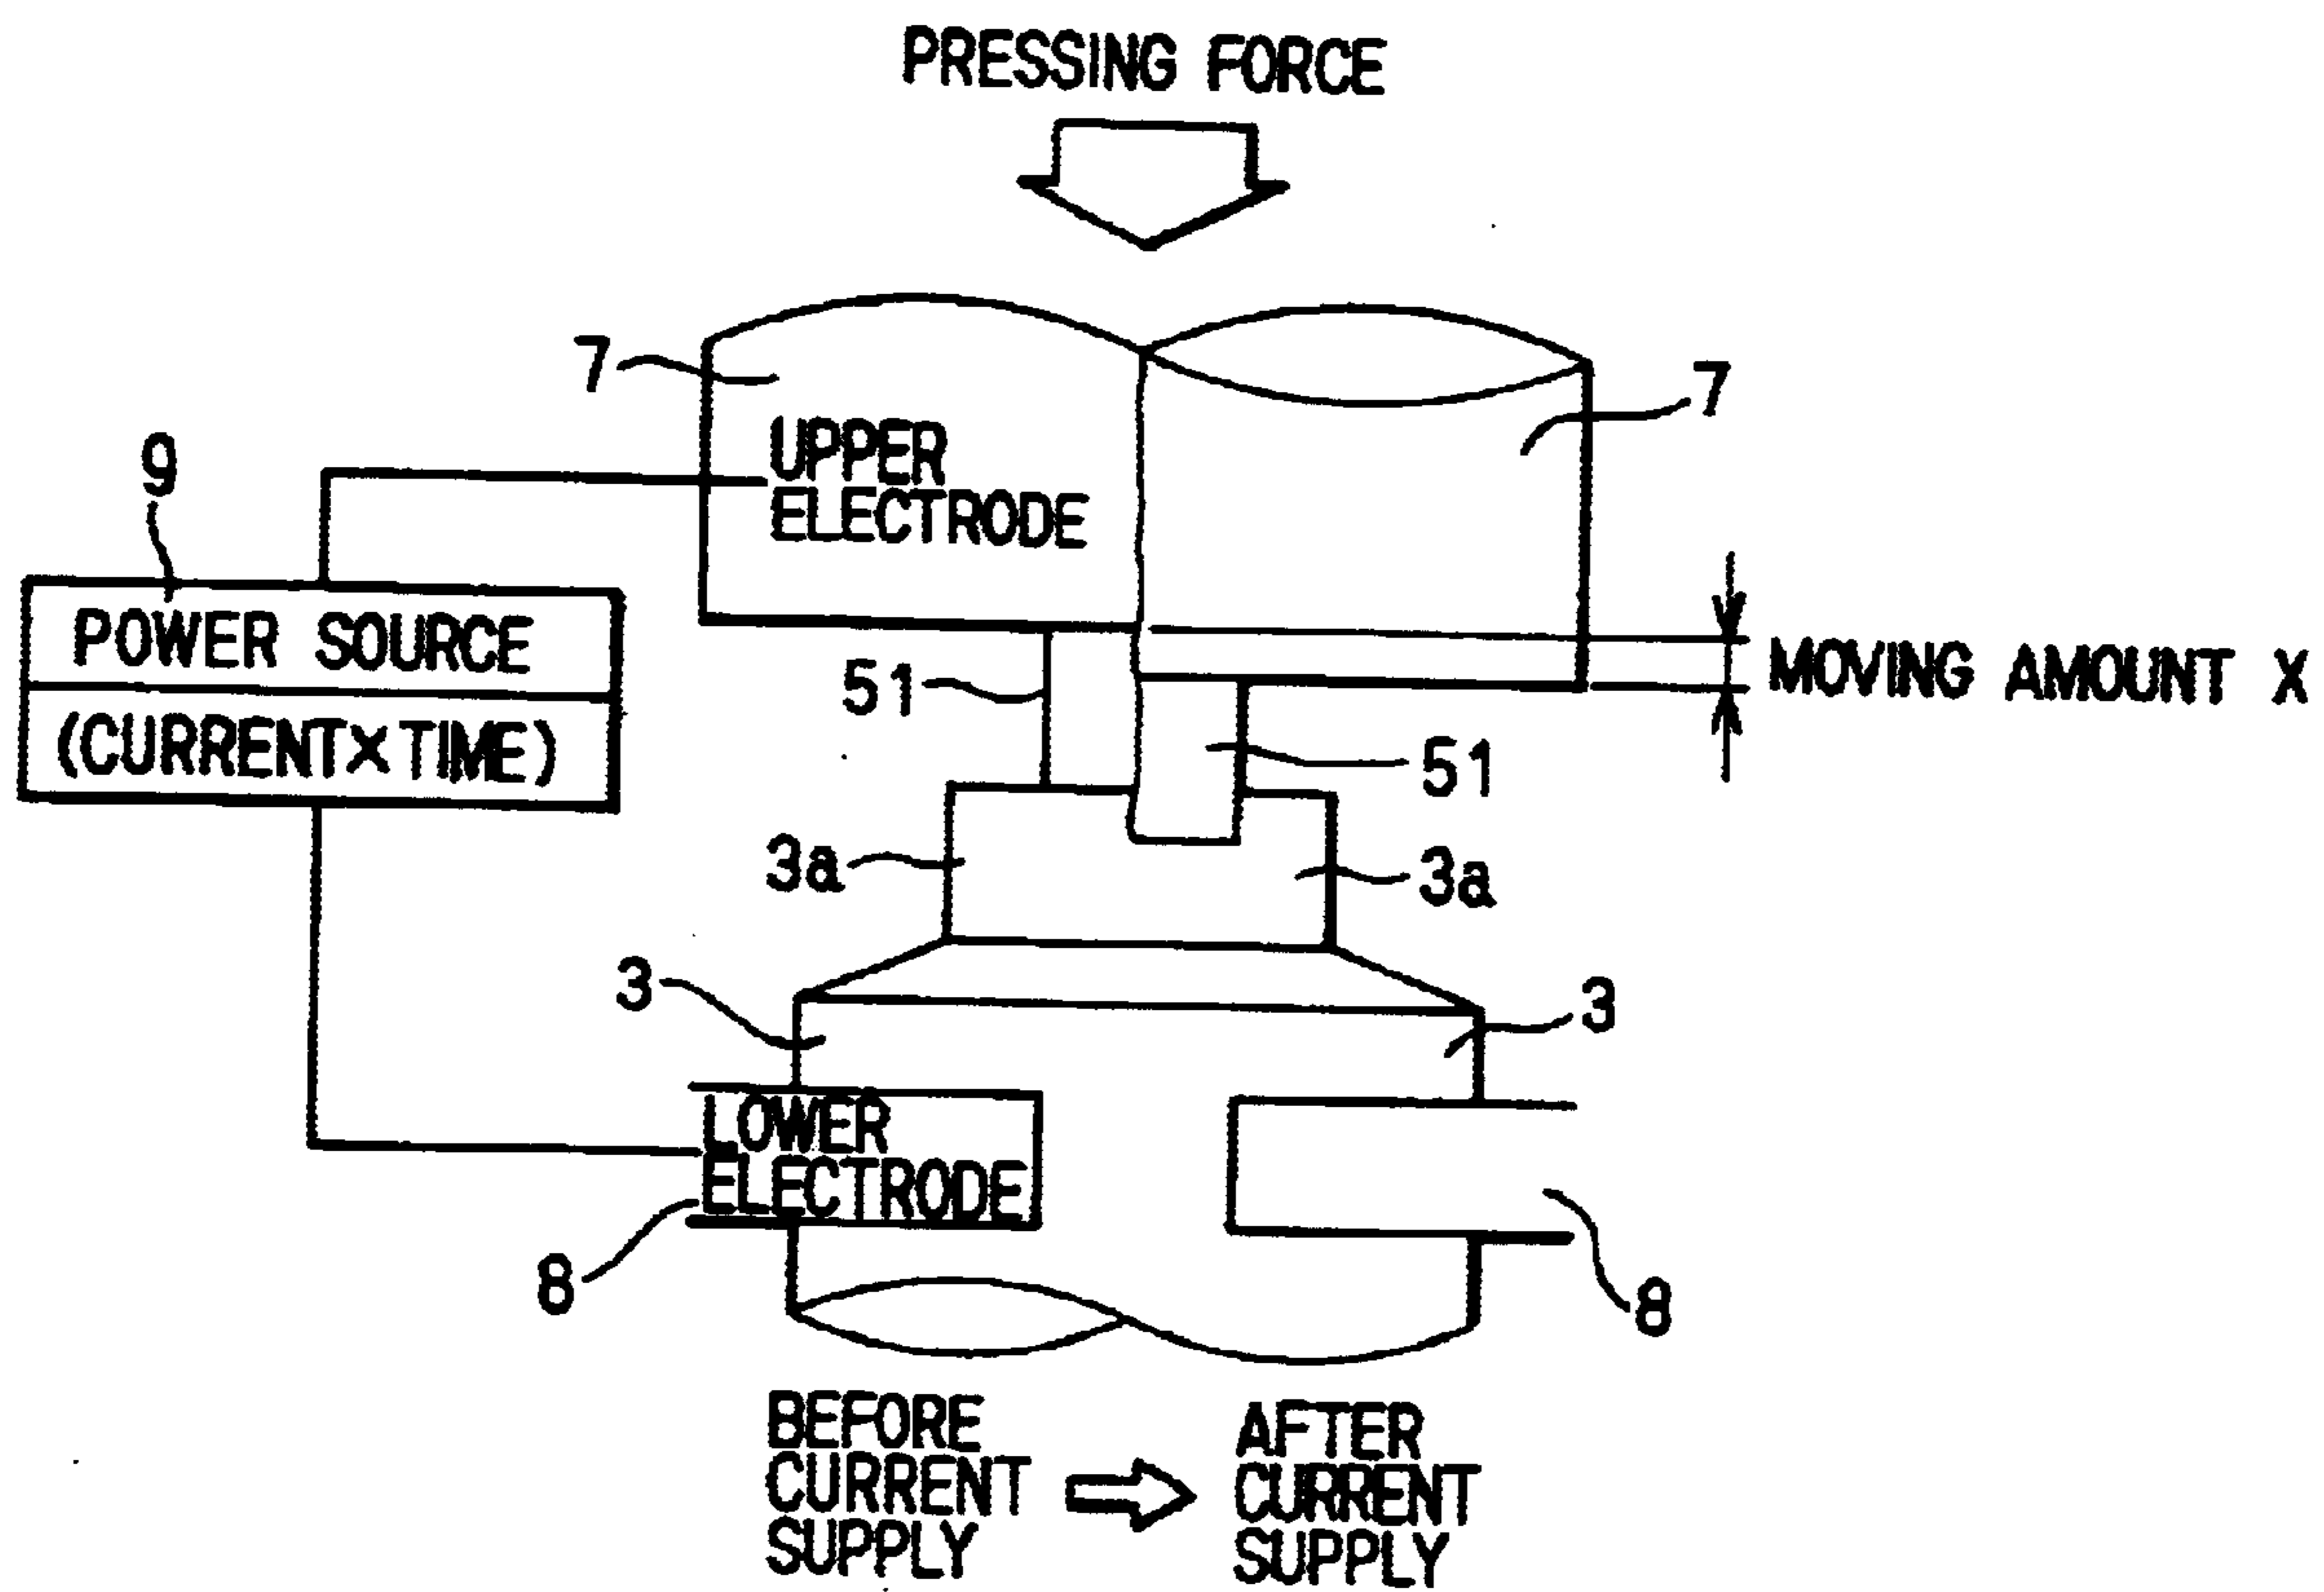 PRESSING FORCE
7
7
UPPER
ELECTRODE
9
POWER SOURCE
(CURRENT×TIME)
MOVING AMOUNT X
51
51
3a
3a
3
3
LOWER
ELECTRODE
8
8
BEFORE
CURRENT
SUPPLY
AFTER
CURRENT
SUPPLY